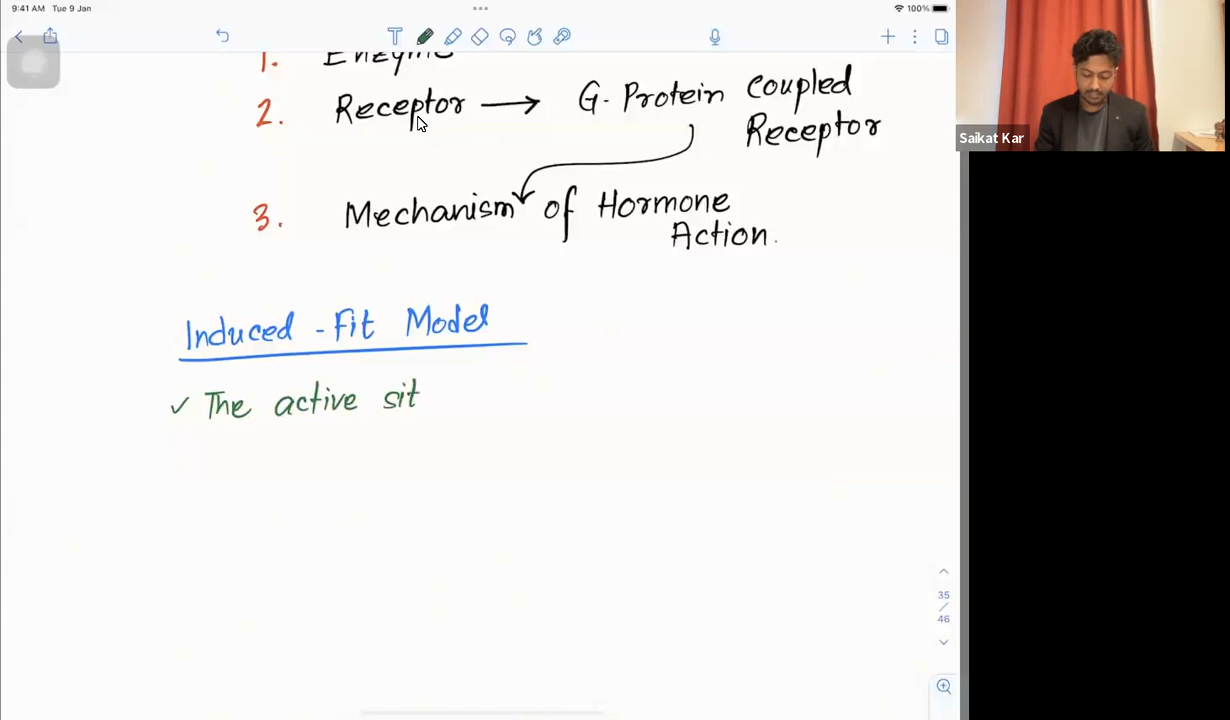 9:41 AM Tue 9 Jan
100%
1. Enzyme
2. Receptor → G-Protein Coupled
Receptor
Saikat Kar
3. Mechanism of Hormone
Action.
Induced-Fit Model
✓ The active sit
35
/
46